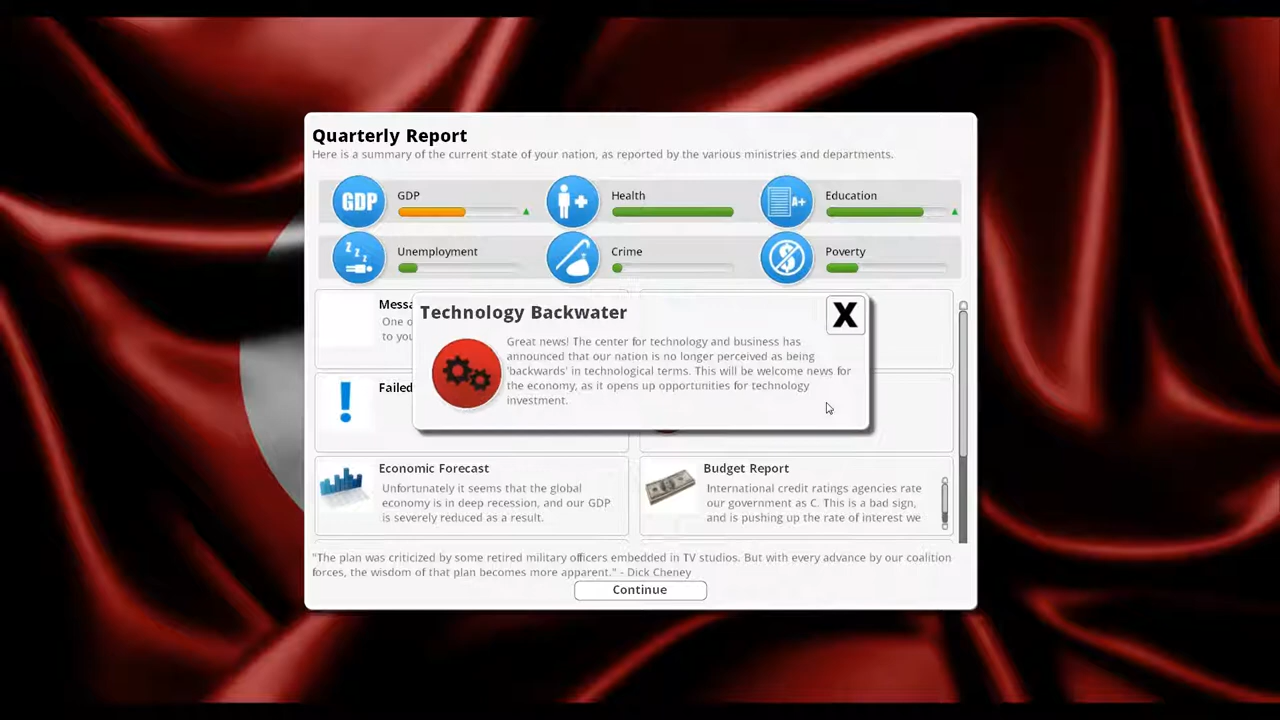 Quarterly Report
Here is a summary of the current state of your nation, as reported by the various ministries and departments.
GDP
GDP
Health
A+
Education
Z Z Z
Unemployment
Crime
$
Poverty
Messa
One o
to you
Technology Backwater
X
Great news! The center for technology and business has
announced that our nation is no longer perceived as being
'backwards' in technological terms. This will be welcome news for
the economy, as it opens up opportunities for technology
investment.
!
Failed
Economic Forecast
Unfortunately it seems that the global
economy is in deep recession, and our GDP
is severely reduced as a result.
Budget Report
International credit ratings agencies rate
our government as C. This is a bad sign,
and is pushing up the rate of interest we
"The plan was criticized by some retired military officers embedded in TV studios. But with every advance by our coalition
forces, the wisdom of that plan becomes more apparent." - Dick Cheney
Continue